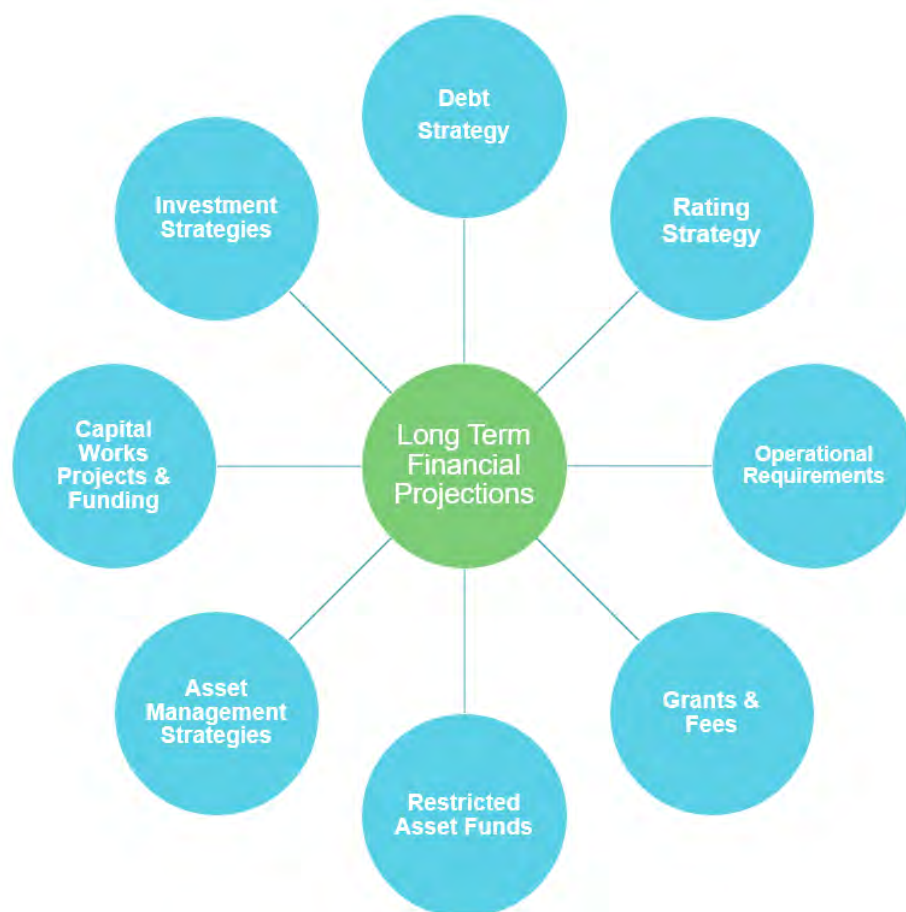 Debt
Strategy
Investment
Strategies
Rating
Strategy
Capital
Works
Projects &
Funding
Long Term
Financial
Projections
Operational
Requirements
Asset
Management
Strategies
Grants &
Fees
Restricted
Asset Funds